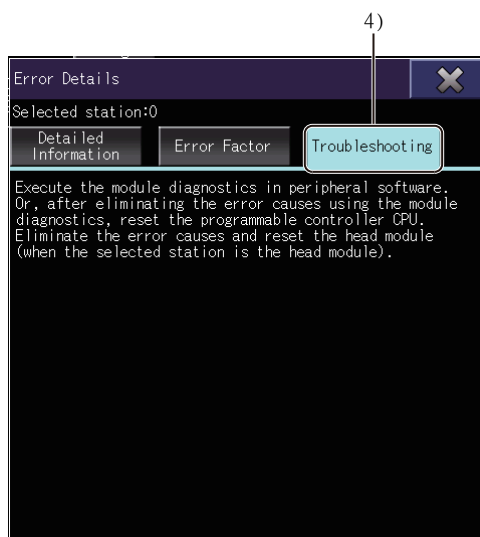 4)
Error Details
Selected station:0
Detailed
Information
Error Factor
Troubleshooting
Execute the module diagnostics in peripheral software.
Or, after eliminating the error causes using the module
diagnostics, reset the programmable controller CPU.
Eliminate the error causes and reset the head module
(when the selected station is the head module).